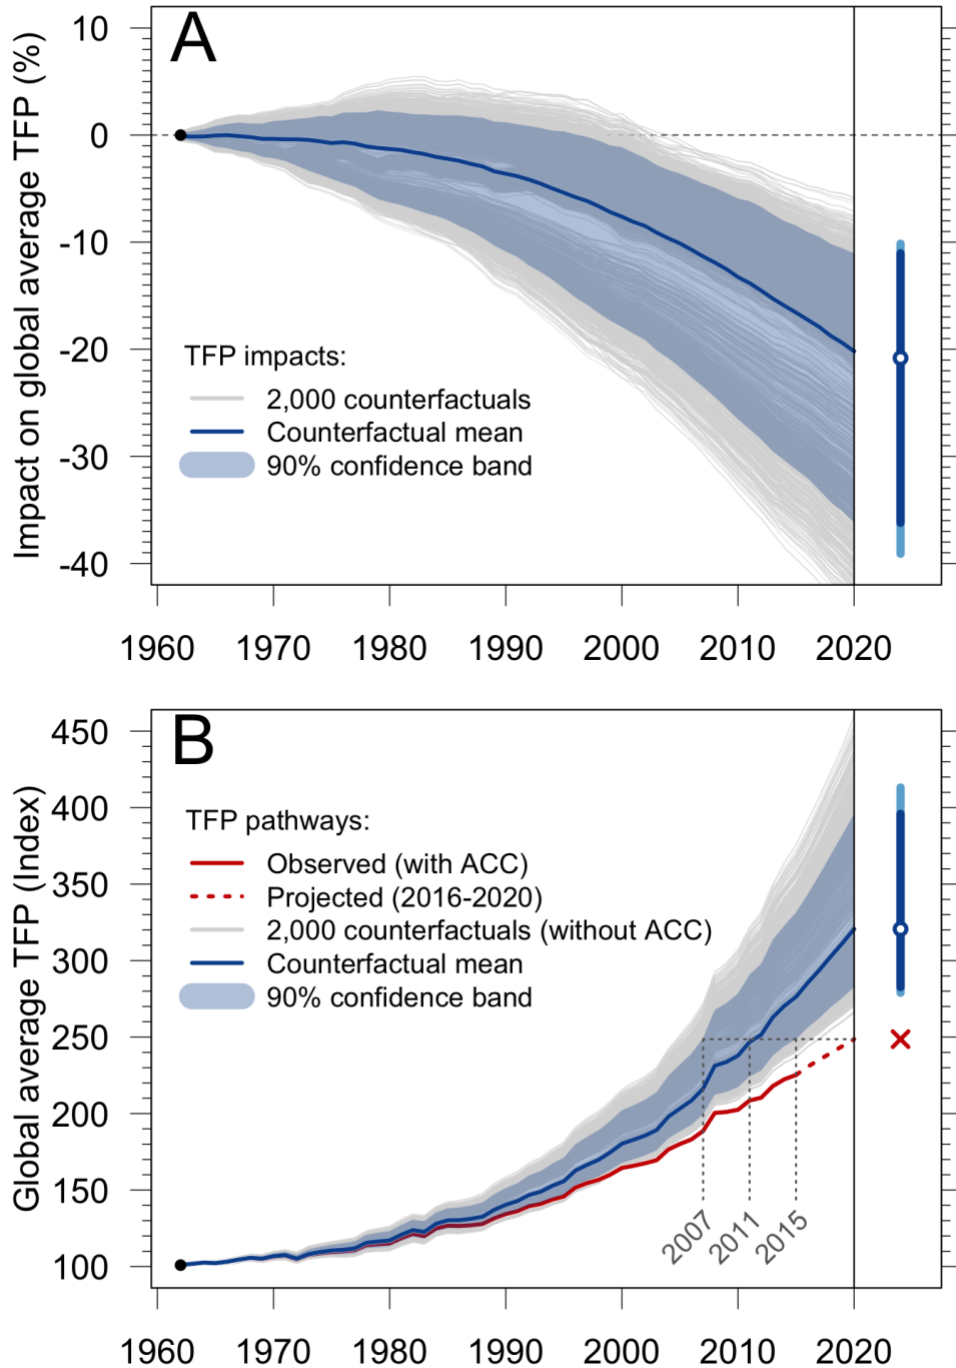 A
Impact on global average TFP (%)
10
0
-10
-20
-30
-40
TFP impacts:
2,000 counterfactuals
Counterfactual mean
90% confidence band
1960 1970 1980 1990 2000 2010 2020
B
Global average TFP (Index)
450
400
350
300
250
200
150
100
TFP pathways:
Observed (with ACC)
Projected (2016-2020)
2,000 counterfactuals (without ACC)
Counterfactual mean
90% confidence band
2007 2011 2015
1960 1970 1980 1990 2000 2010 2020